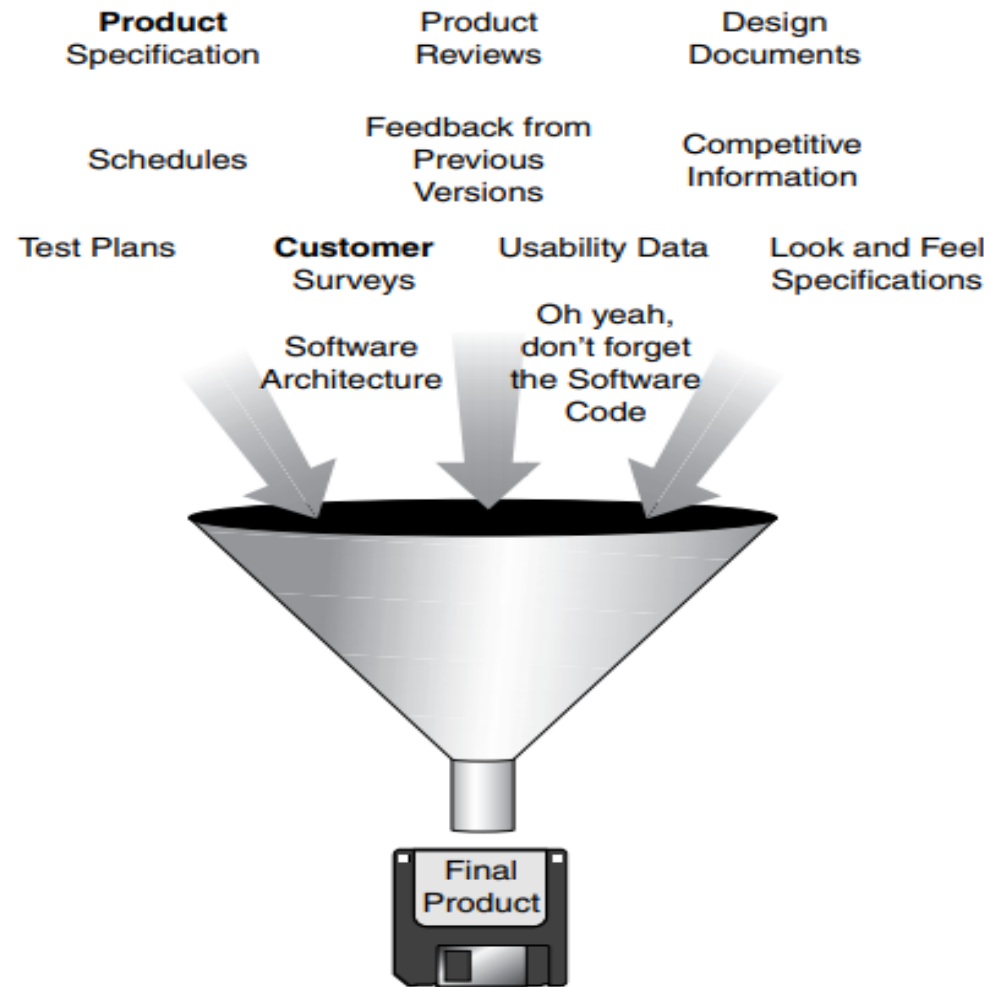 Product
Specification
Product
Reviews
Design
Documents
Schedules
Feedback from
Previous
Versions
Competitive
Information
Test Plans
Customer
Surveys
Usability Data
Look and Feel
Specifications
Software
Architecture
Oh yeah,
don't forget
the Software
Code
Final
Product